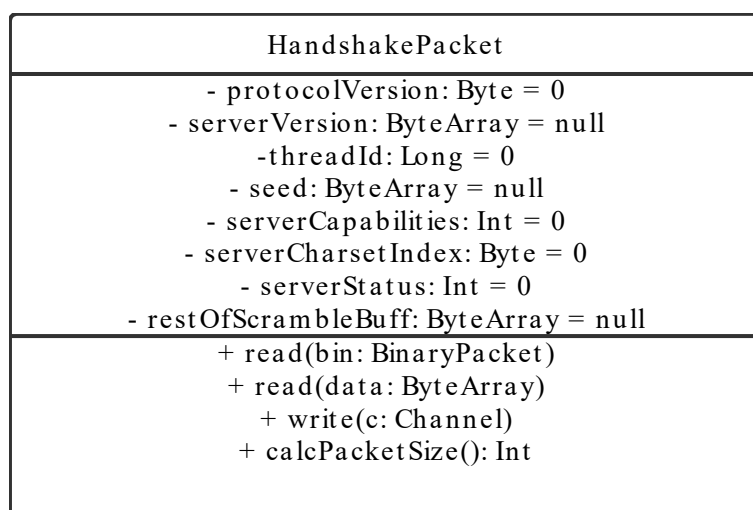 HandshakePacket
- protocolVersion: Byte = 0
- serverVersion: ByteArray = null
-threadId: Long = 0
- seed: ByteArray = null
- serverCapabilities: Int = 0
- serverCharsetIndex: Byte = 0
- serverStatus: Int = 0
- restOfScrambleBuff: ByteArray = null
+ read(bin: BinaryPacket)
+ read(data: ByteArray)
+ write(c: Channel)
+ calcPacketSize(): Int